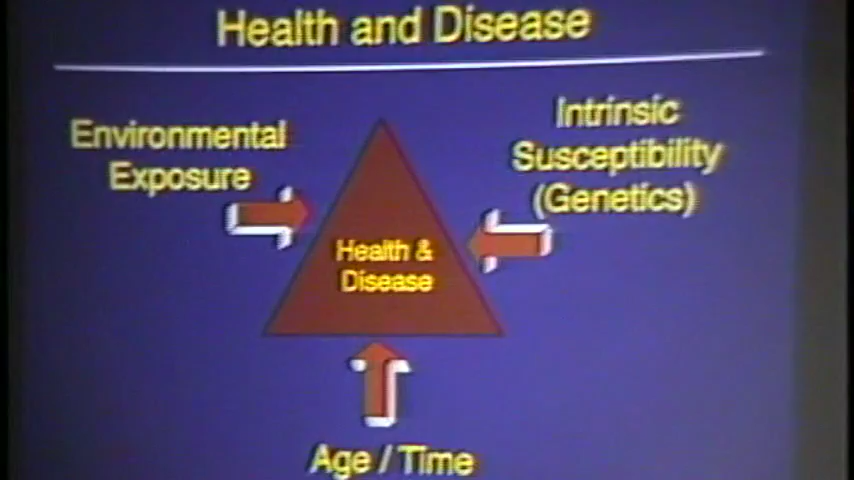 Health and Disease
Environmental
Exposure
Intrinsic
Susceptibility
(Genetics)
Health &
Disease
Age / Time